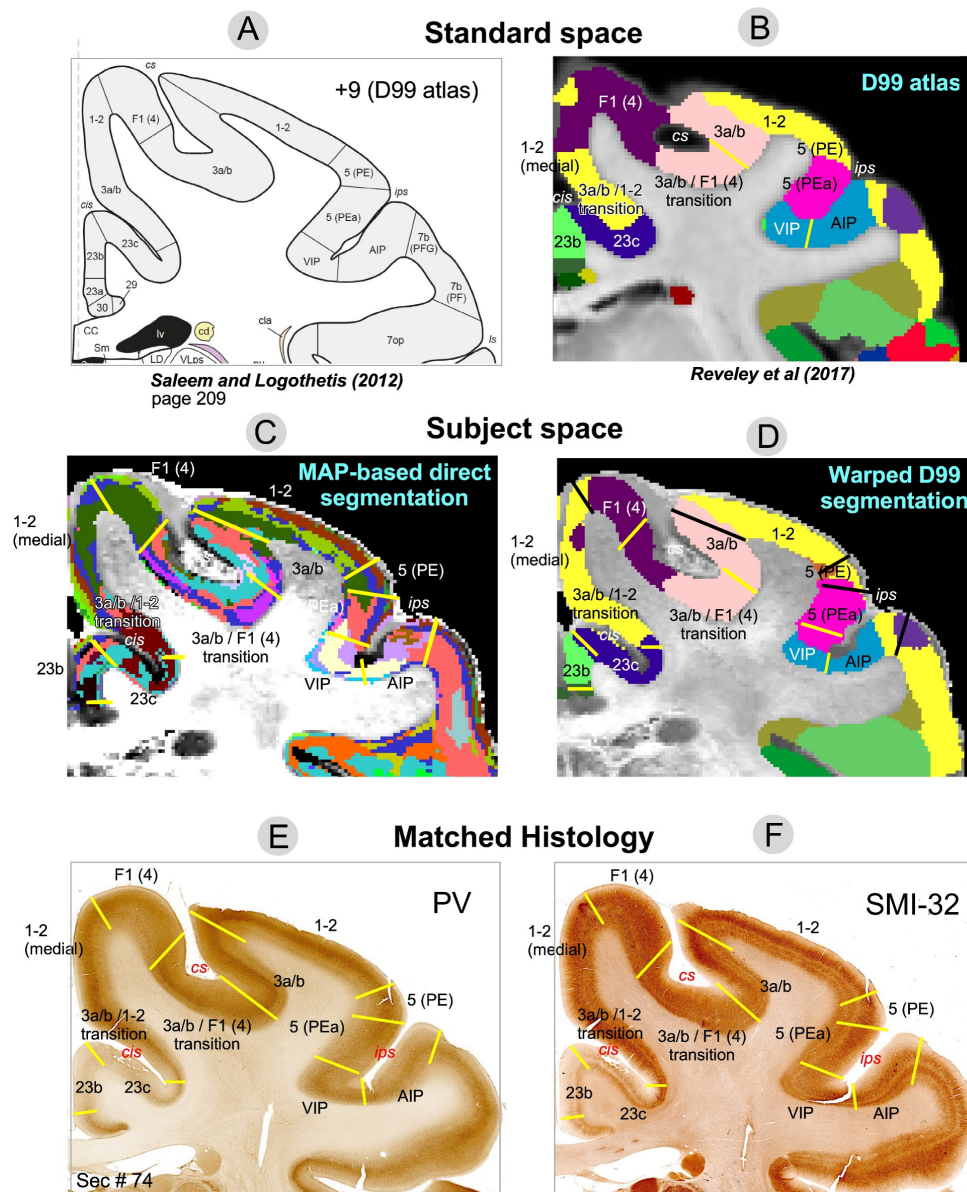 A
Standard space
B
cs
+9 (D99 atlas)
1-2
F1 (4)
1-2
3a/b
3a/b
5 (PE)
ips
cis
5 (PEa)
23c
AIP
7b
(PFG)
23b
VIP
23a
29
30
7b
(PF)
CC
lv
cd
cla
ls
Sm
LD
VLps
7op
Saleem and Logothetis (2012)
page 209
D99 atlas
F1 (4)
1-2
3a/b
cs
1-2
(medial)
5 (PE)
ips
5 (PEa)
3a/b /1-2
transition
3a/b / F1 (4)
transition
cis
VIP
AIP
23b
23c
Reveley et al (2017)
C
Subject space
D
F1 (4)
MAP-based direct
segmentation
1-2
1-2
(medial)
3a/b
5 (PE)
3a/b /1-2
transition
PEa)
ips
cis
3a/b / F1 (4)
transition
23b
23c
VIP
AIP
Warped D99
segmentation
F1 (4)
1-2
(medial)
3a/b
1-2
cs
5 (PE)
ips
3a/b /1-2
transition
5 (PEa)
3a/b / F1 (4)
transition
cis
VIP
AIP
23b
23c
E
Matched Histology
F
F1 (4)
PV
1-2
1-2
(medial)
cs
3a/b
5 (PE)
3a/b /1-2
transition
3a/b / F1 (4)
transition
5 (PEa)
cis
ips
23b
23c
VIP
AIP
Sec # 74
F1 (4)
SMI-32
1-2
1-2
(medial)
cs
3a/b
5 (PE)
3a/b /1-2
transition
3a/b / F1 (4)
transition
5 (PEa)
cis
ips
23b
23c
VIP
AIP